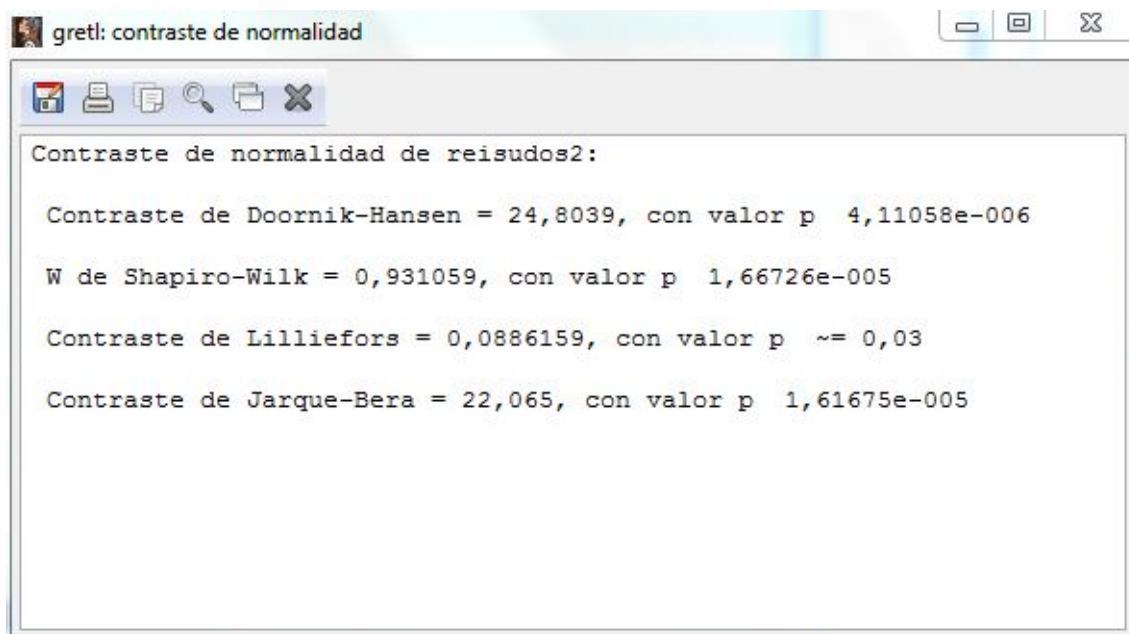 gretl: contraste de normalidad
Contraste de normalidad de reisudos2:
Contraste de Doornik-Hansen = 24,8039, con valor p 4,11058e-006
W de Shapiro-Wilk = 0,931059, con valor p 1,66726e-005
Contraste de Lilliefors = 0,0886159, con valor p ~= 0,03
Contraste de Jarque-Bera = 22,065, con valor p 1,61675e-005